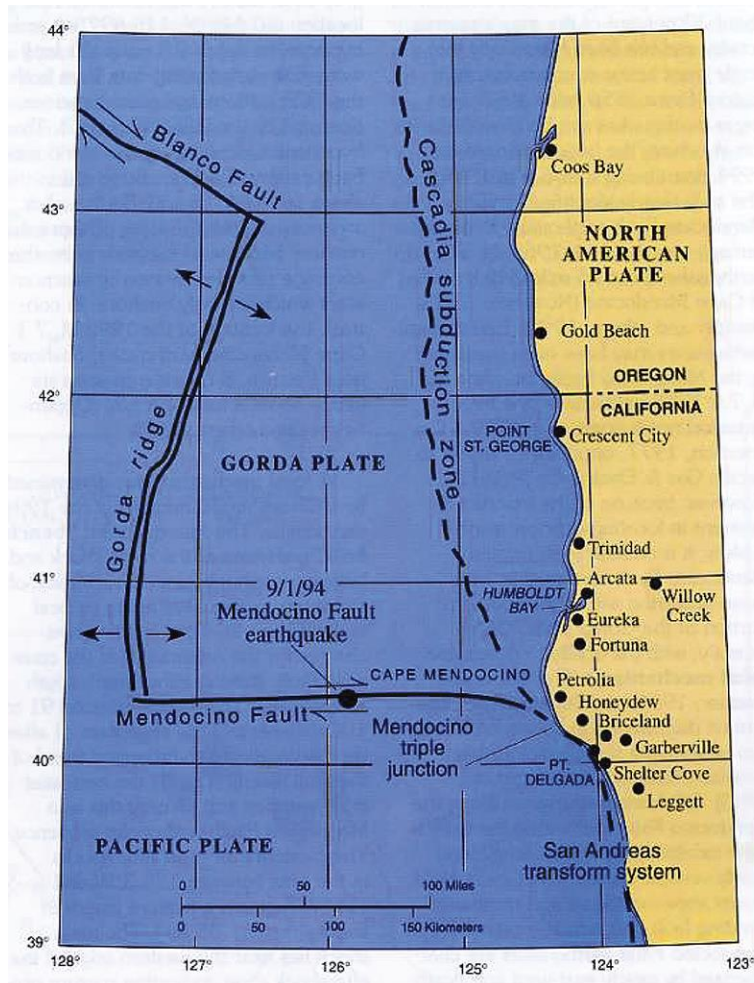 44°
Blanco Fault
Cascadia subduction zone
Coos Bay
43°
NORTH
AMERICAN
PLATE
Gold Beach
OREGON
42°
CALIFORNIA
POINT
ST. GEORGE
Crescent City
GORDA PLATE
Gorda ridge
Trinidad
41°
9/1/94
Mendocino Fault
earthquake
Arcata
HUMBOLDT
BAY
Willow
Creek
Eureka
Fortuna
CAPE MENDOCINO
Petrolia
Honeydew
Mendocino Fault
Briceland
Mendocino
triple
junction
Garberville
40°
PT.
DELGADA
Shelter Cove
Leggett
PACIFIC PLATE
San Andreas
transform system
0 50 100 Miles
0 50 100 150 Kilometers
39°
128° 127° 126° 125° 124° 123°